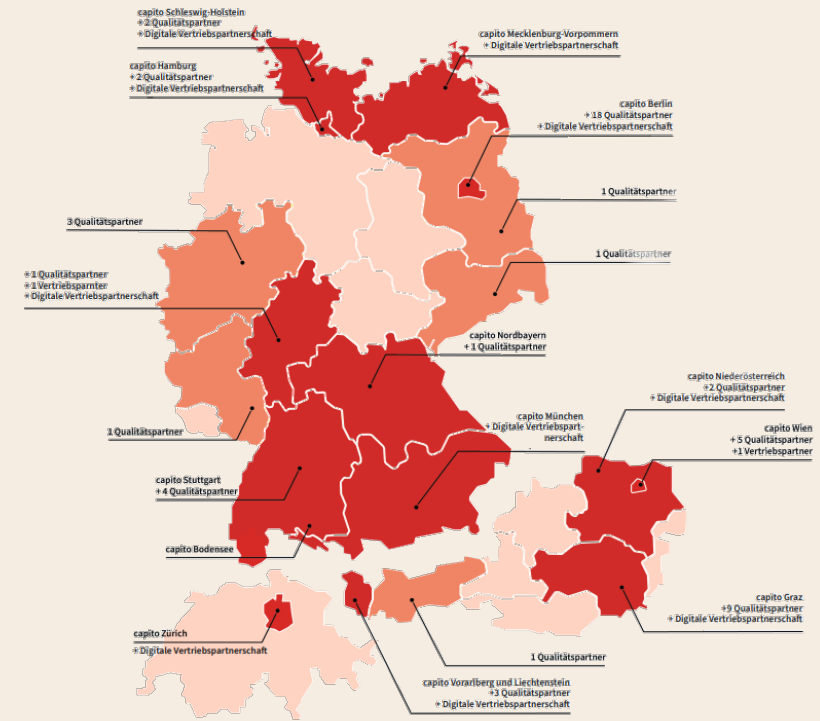 capito Schleswig-Holstein
+ 2 Qualitätspartner
+ Digitale Vertriebspartnerschaft
capito Hamburg
+ 2 Qualitätspartner
+ Digitale Vertriebspartnerschaft
capito Mecklenburg-Vorpommern
+ Digitale Vertriebspartnerschaft
capito Berlin
+ 18 Qualitätspartner
+ Digitale Vertriebspartnerschaft
1 Qualitätspartner
3 Qualitätspartner
1 Qualitätspartner
+ 1 Qualitätspartner
+ 1 Vertriebsparnter
+ Digitale Vertriebspartnerschaft
capito Nordbayern
+ 1 Qualitätspartner
capito Niederösterreich
+2 Qualitätspartner
+ Digitale Vertriebspartnerschaft
capito München
+ Digitale Vertriebspart-
nerschaft
capito Wien
+ 5 Qualitätspartner
+1 Vertriebspartner
1 Qualitätspartner
capito Stuttgart
+ 4 Qualitätspartner
capito Bodensee
capito Graz
+9 Qualitätspartner
+ Digitale Vertriebspartnerschaft
capito Zürich
+ Digitale Vertriebspartnerschaft
1 Qualitätspartner
capito Vorarlberg und Liechtenstein
+3 Qualitätspartner
+ Digitale Vertriebspartnerschaft